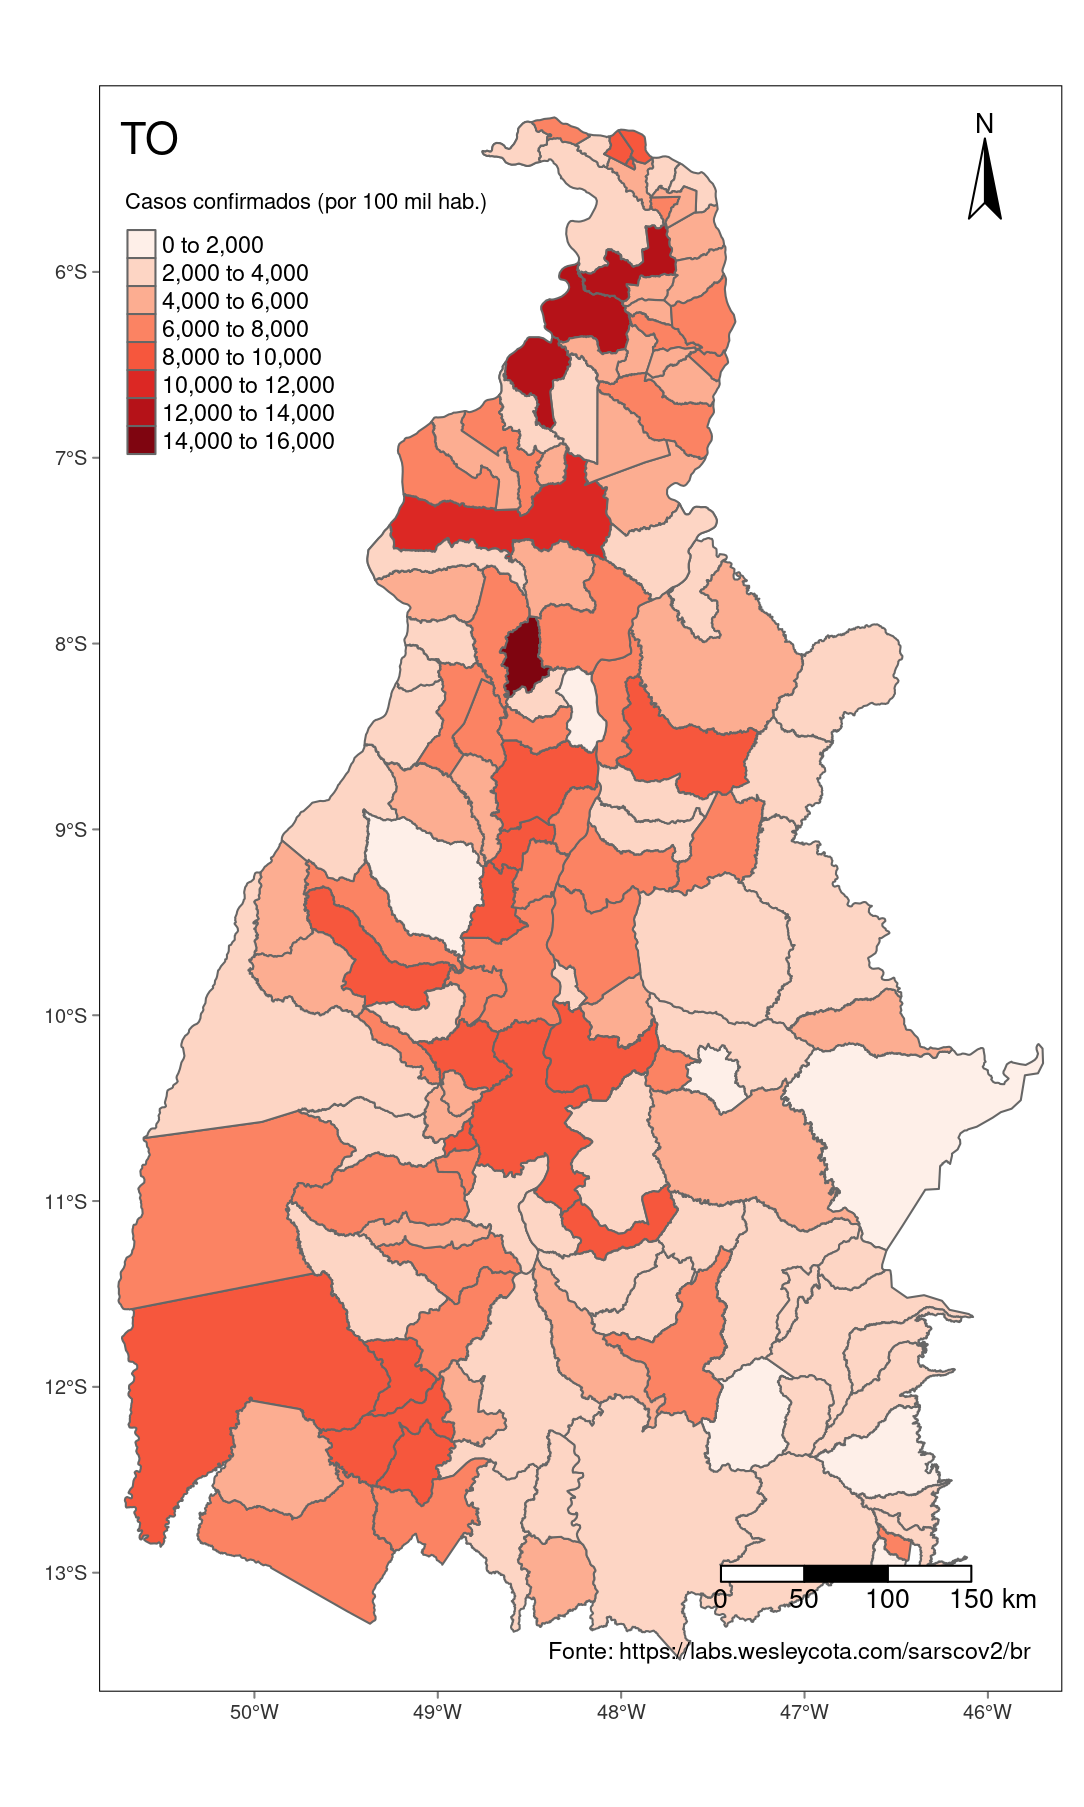 TO
N
Casos confirmados (por 100 mil hab.)
0 to 2,000
2,000 to 4,000
4,000 to 6,000
6,000 to 8,000
8,000 to 10,000
10,000 to 12,000
12,000 to 14,000
14,000 to 16,000
6°S
7°S
8°S
9°S
10°S
11°S
12°S
13°S
0 50 100 150 km
Fonte: https://labs.wesleycota.com/sarscov2/br
50°W 49°W 48°W 47°W 46°W